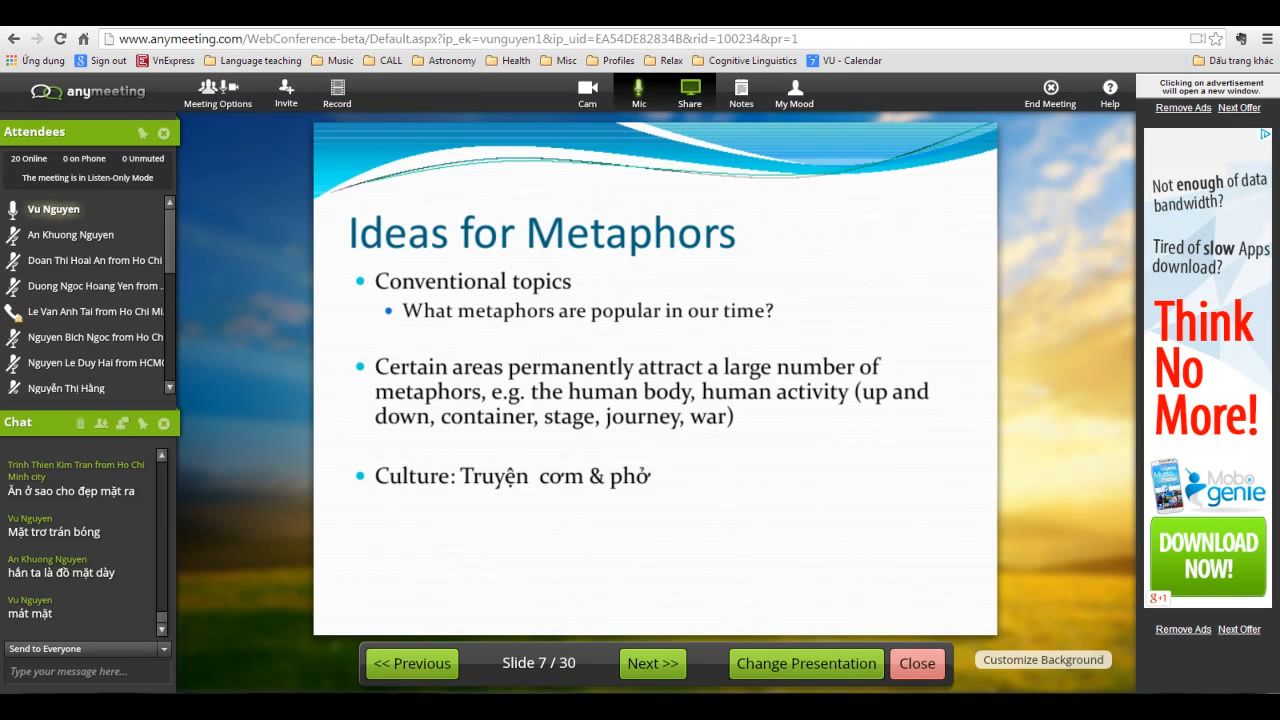 www.anymeeting.com/WebConference-beta/Default.aspx?ip_ek=vunguyen1&ip_uid=EA54DE82834B&rid=100234&pr=1
Ứng dụng
Sign out
VnExpress
Language teaching
Music
CALL
Astronomy
Health
Misc
Profiles
Relax
Cognitive Linguistics
7
VU - Calendar
Dấu trang khác
anymeeting
Meeting Options
Invite
Record
Cam
Mic
Share
Notes
My Mood
End Meeting
Help
Clicking on advertisement
will open a new window.
Remove Ads Next Offer
Attendees
20 Online 0 on Phone 0 Unmuted
The meeting is in Listen-Only Mode
Vu Nguyen
An Khuong Nguyen
Doan Thi Hoai An from Ho Chi
Duong Ngoc Hoang Yen from ..
Le Van Anh Tai from Ho Chi Mi.
Nguyen Bich Ngoc from Ho Ch
Nguyen Le Duy Hai from HCMC
Nguyễn Thị Hằng
Chat
Trinh Thien Kim Tran from Ho Chi
Minh city
Ăn ở sao cho đẹp mặt ra
Vu Nguyen
Mặt trơ trán bóng
An Khuong Nguyen
hắn ta là đồ mặt dày
Vu Nguyen
mát mặt
Send to Everyone
Type your message here...
Ideas for Metaphors
• Conventional topics
• What metaphors are popular in our time?
• Certain areas permanently attract a large number of
metaphors, e.g. the human body, human activity (up and
down, container, stage, journey, war)
• Culture: Truyện cơm & phở
<< Previous
Slide 7 / 30
Next >>
Change Presentation
Close
Customize Background
Not enough of data
bandwidth?
Tired of slow Apps
download?
Think
No
More!
Mobo
genie
DOWNLOAD
NOW!
g+1
Remove Ads Next Offer